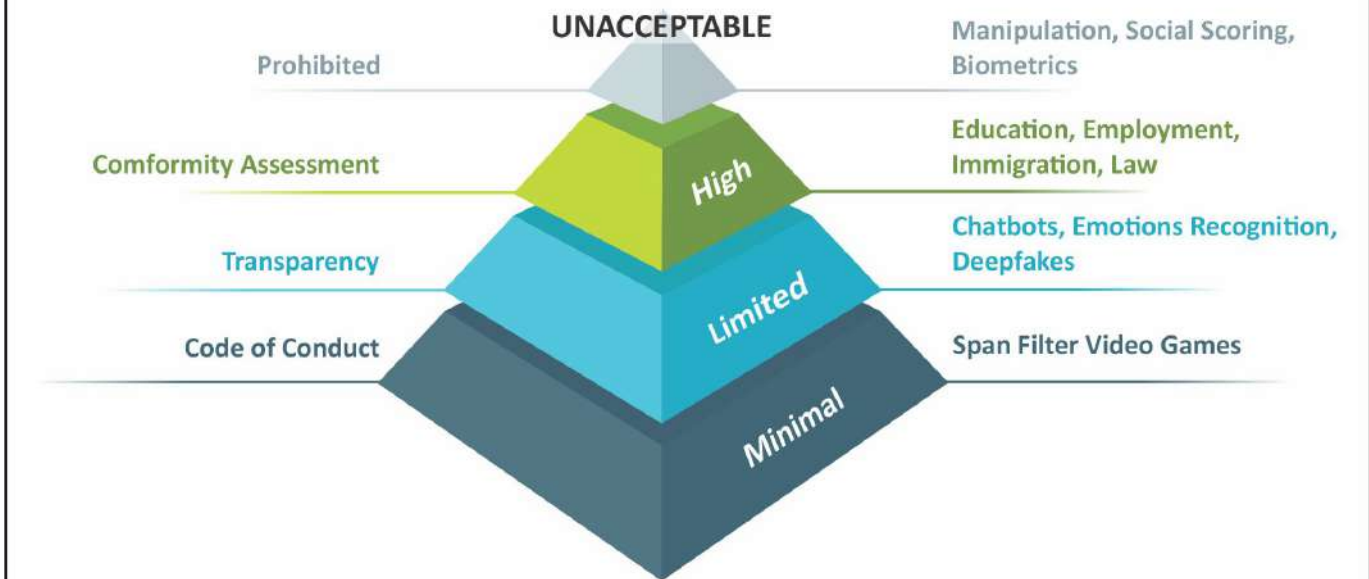 UNACCEPTABLE
Prohibited
Manipulation, Social Scoring,
Biometrics
Comformity Assessment
High
Education, Employment,
Immigration, Law
Transparency
Limited
Chatbots, Emotions Recognition,
Deepfakes
Code of Conduct
Minimal
Span Filter Video Games